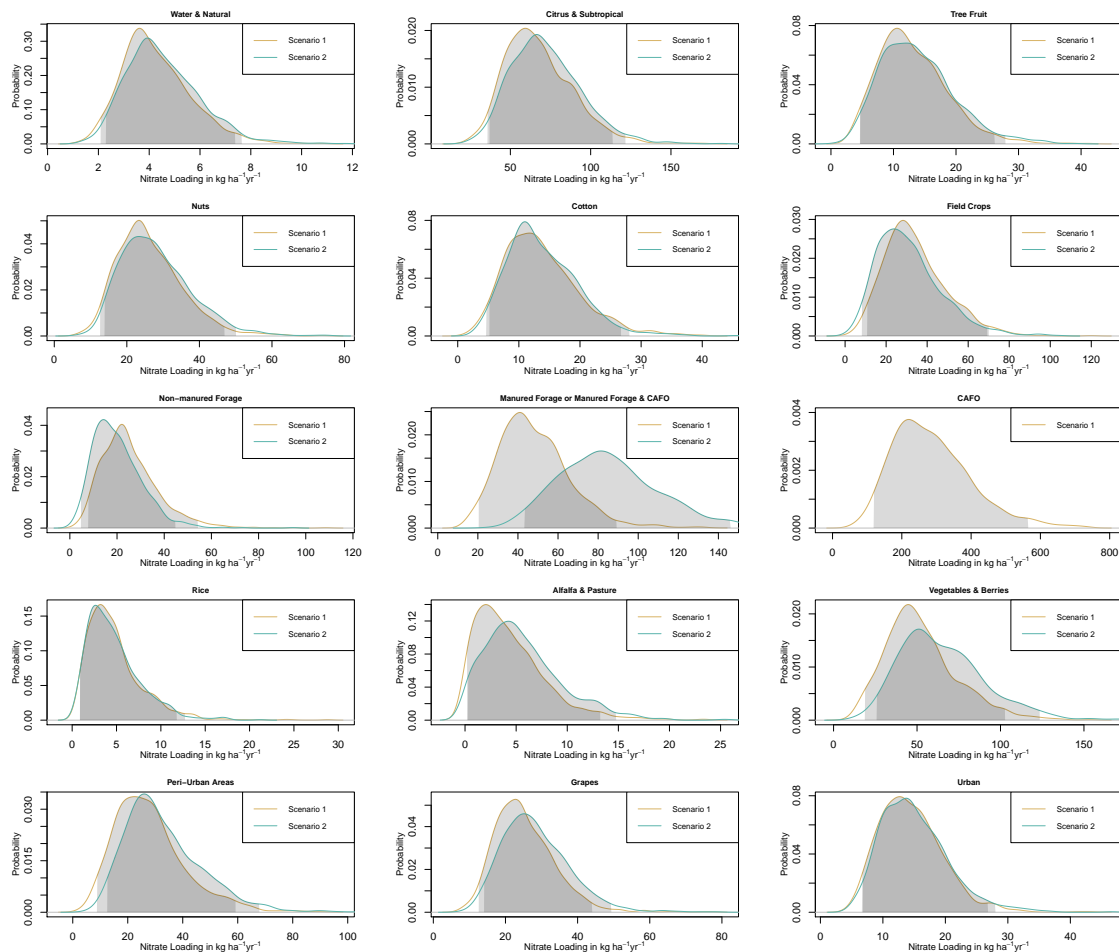 Water & Natural
Probability
0.00 0.10 0.20 0.30
Scenario 1
Scenario 2
0 2 4 6 8 10 12
Nitrate Loading in kg ha⁻¹yr⁻¹
Citrus & Subtropical
Probability
0.000 0.010 0.020
Scenario 1
Scenario 2
50 100 150
Nitrate Loading in kg ha⁻¹yr⁻¹
Tree Fruit
Probability
0.00 0.04 0.08
Scenario 1
Scenario 2
0 10 20 30 40
Nitrate Loading in kg ha⁻¹yr⁻¹
Nuts
Probability
0.00 0.02 0.04
Scenario 1
Scenario 2
0 20 40 60 80
Nitrate Loading in kg ha⁻¹yr⁻¹
Cotton
Probability
0.00 0.04 0.08
Scenario 1
Scenario 2
0 10 20 30 40
Nitrate Loading in kg ha⁻¹yr⁻¹
Field Crops
Probability
0.000 0.010 0.020 0.030
Scenario 1
Scenario 2
0 20 40 60 80 100 120
Nitrate Loading in kg ha⁻¹yr⁻¹
Non−manured Forage
Probability
0.00 0.02 0.04
Scenario 1
Scenario 2
0 20 40 60 80 100 120
Nitrate Loading in kg ha⁻¹yr⁻¹
Manured Forage or Manured Forage & CAFO
Probability
0.000 0.010 0.020
Scenario 1
Scenario 2
0 20 40 60 80 100 120 140
Nitrate Loading in kg ha⁻¹yr⁻¹
CAFO
Probability
0.000 0.002 0.004
Scenario 1
0 200 400 600 800
Nitrate Loading in kg ha⁻¹yr⁻¹
Rice
Probability
0.00 0.05 0.10 0.15
Scenario 1
Scenario 2
0 5 10 15 20 25 30
Nitrate Loading in kg ha⁻¹yr⁻¹
Alfalfa & Pasture
Probability
0.00 0.04 0.08 0.12
Scenario 1
Scenario 2
0 5 10 15 20 25
Nitrate Loading in kg ha⁻¹yr⁻¹
Vegetables & Berries
Probability
0.000 0.010 0.020
Scenario 1
Scenario 2
0 50 100 150
Nitrate Loading in kg ha⁻¹yr⁻¹
Peri−Urban Areas
Probability
0.000 0.015 0.030
Scenario 1
Scenario 2
0 20 40 60 80 100
Nitrate Loading in kg ha⁻¹yr⁻¹
Grapes
Probability
0.00 0.02 0.04
Scenario 1
Scenario 2
0 20 40 60 80
Nitrate Loading in kg ha⁻¹yr⁻¹
Urban
Probability
0.00 0.04 0.08
Scenario 1
Scenario 2
0 10 20 30 40
Nitrate Loading in kg ha⁻¹yr⁻¹